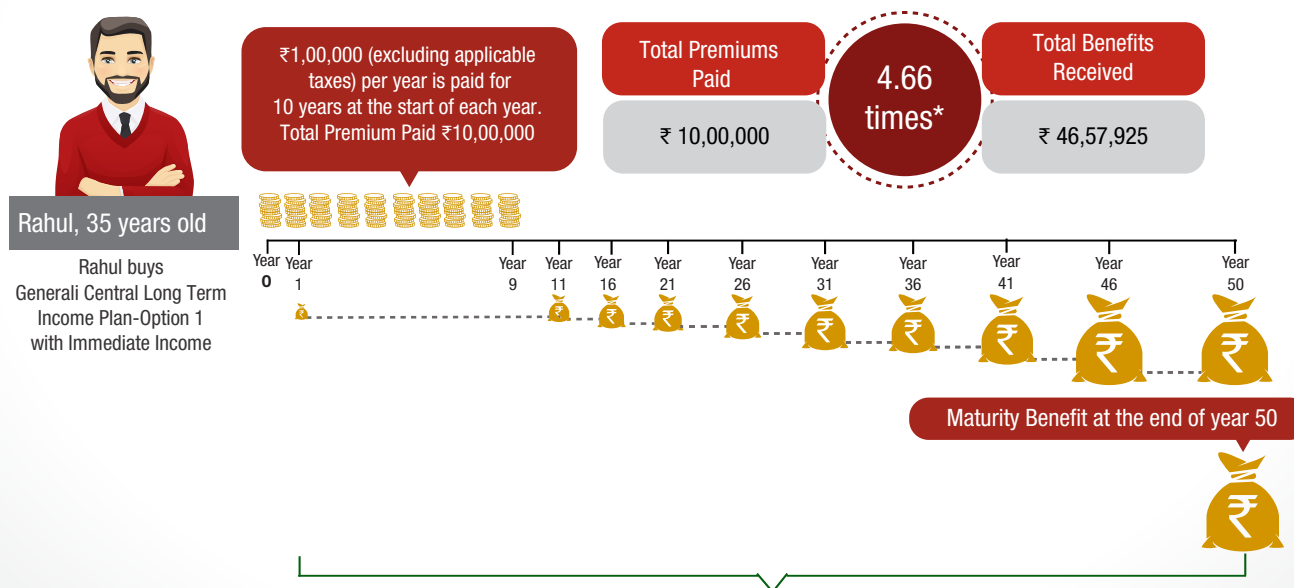 ₹1,00,000 (excluding applicable
taxes) per year is paid for
10 years at the start of each year.
Total Premium Paid ₹10,00,000
Total Premiums
Paid
₹ 10,00,000
4.66
times*
Total Benefits
Received
₹ 46,57,925
Rahul, 35 years old
Rahul buys
Generali Central Long Term
Income Plan-Option 1
with Immediate Income
Year
0
Year
1
Year
9
Year
11
Year
16
Year
21
Year
26
Year
31
Year
36
Year
41
Year
46
Year
50
₹
₹
₹
₹
₹
₹
₹
₹
₹
₹
Maturity Benefit at the end of year 50
₹